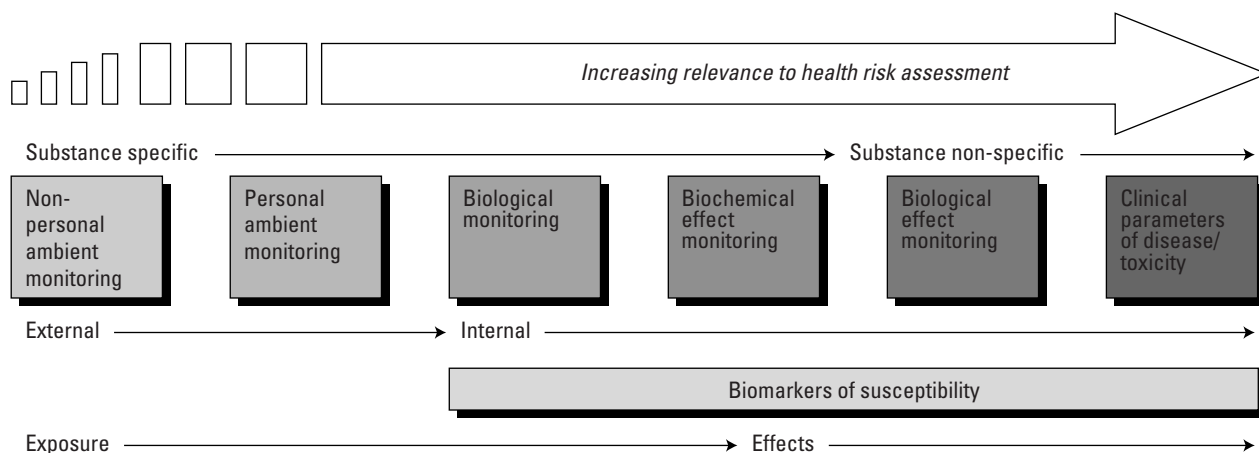 Increasing relevance to health risk assessment
Substance specific
Substance non-specific
Non-
personal
ambient
monitoring
Personal
ambient
monitoring
Biological
monitoring
Biochemical
effect
monitoring
Biological
effect
monitoring
Clinical
parameters
of disease/
toxicity
External
Internal
Biomarkers of susceptibility
Exposure
Effects